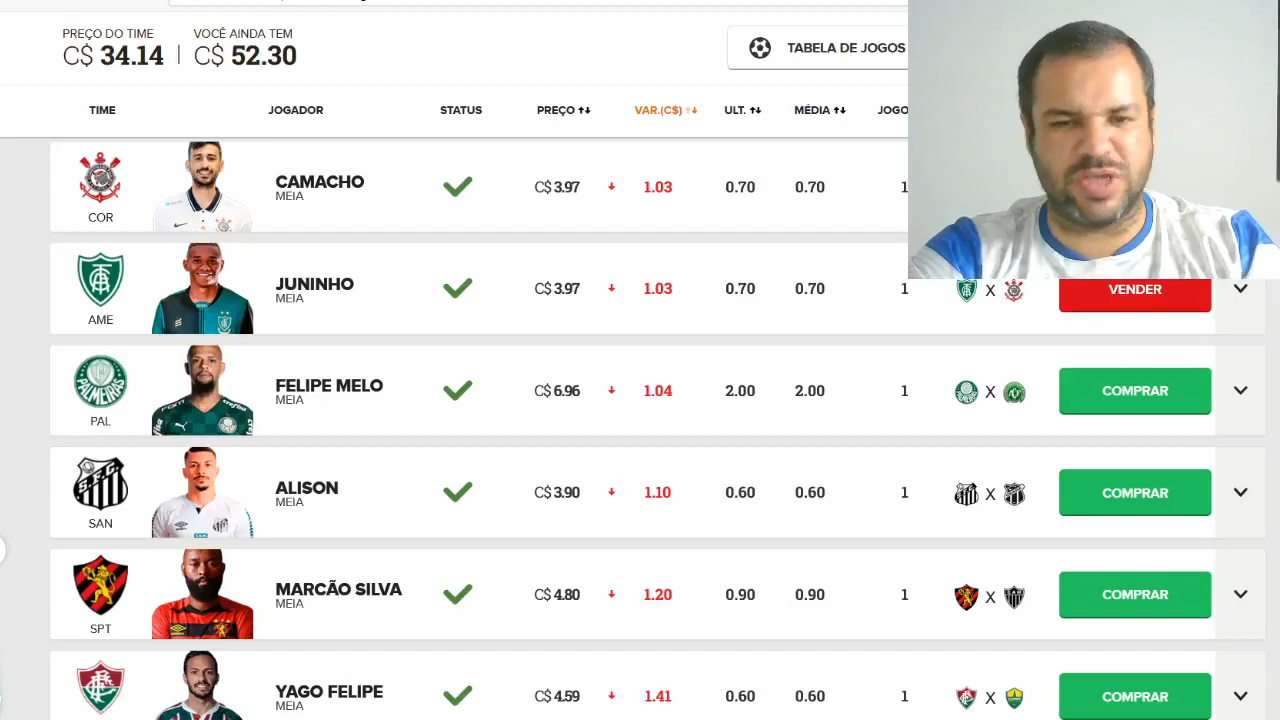 PREÇO DO TIME VOCÊ AINDA TEM
C$ 34.14 | C$ 52.30
TABELA DE JOGOS
TIME JOGADOR STATUS PREÇO VAR.(C$) ULT. MÉDIA JOGO
COR CAMACHO MEIA C$ 3.97 1.03 0.70 0.70 1
AME JUNINHO MEIA C$ 3.97 1.03 0.70 0.70 1 X VENDER
PALMEIRAS PAL FELIPE MELO MEIA C$ 6.96 1.04 2.00 2.00 1 X COMPRAR
SAN ALISON MEIA C$ 3.90 1.10 0.60 0.60 1 X COMPRAR
SPT MARCÃO SILVA MEIA C$ 4.80 1.20 0.90 0.90 1 X COMPRAR
YAGO FELIPE MEIA C$ 4.59 1.41 0.60 0.60 1 X COMPRAR